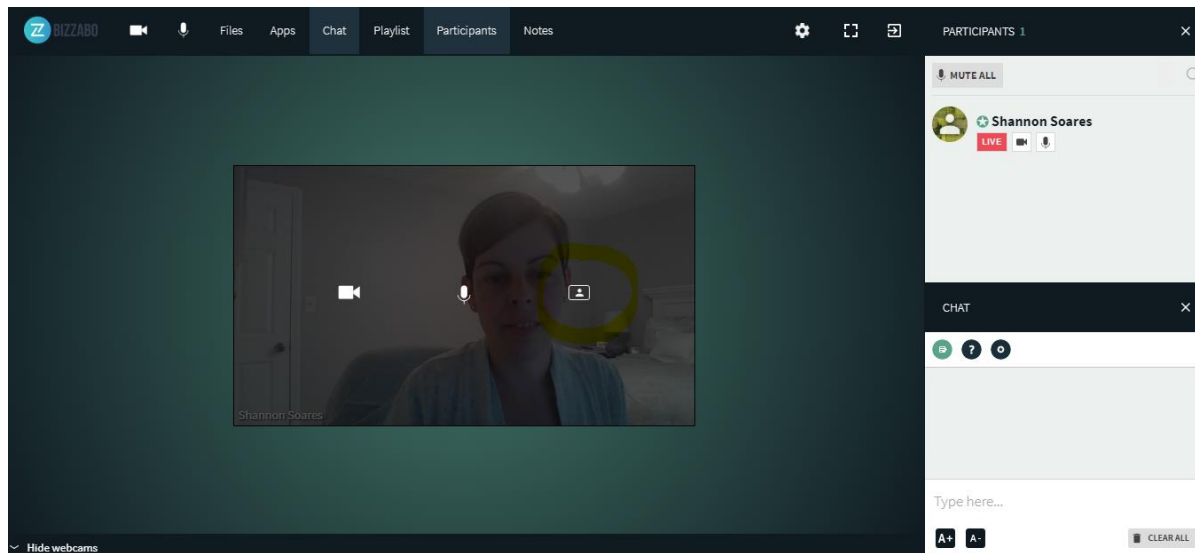 BIZZABO
Files Apps Chat Playlist Participants Notes
PARTICIPANTS 1
MUTE ALL
Shannon Soares
LIVE
Shannon Soares
CHAT
?
Type here...
A+ A-
CLEAR ALL
Hide webcams